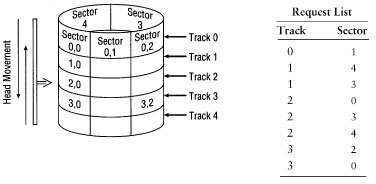 Sector
4
Sector
3
Sector
0,0
Sector
0,1
Sector
0,2
1,0
2,0
3,0
3,2
Track 0
Track 1
Track 2
Track 3
Track 4
Head Movement
Request List
Track Sector
0 1
1 4
1 3
2 0
2 3
2 4
3 2
3 0